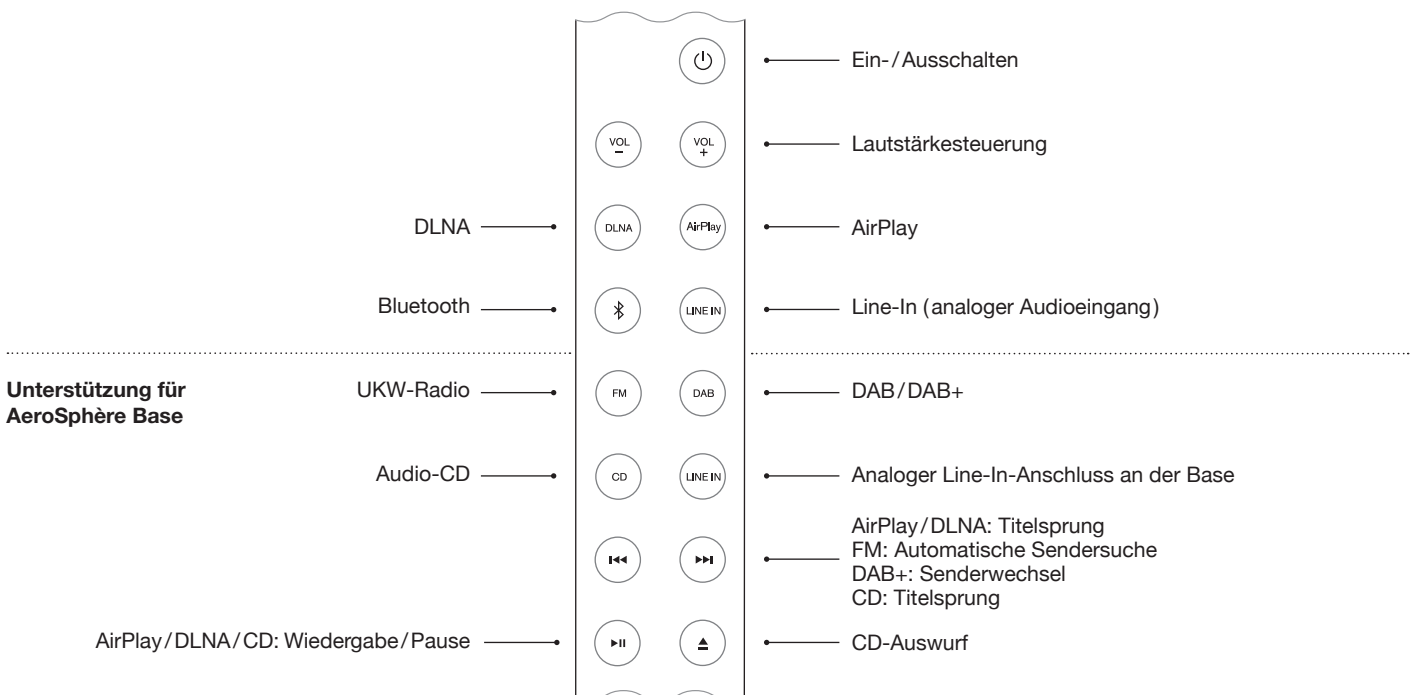 Ein-/Ausschalten
VOL
−
VOL
+
Lautstärkesteuerung
DLNA
DLNA
AirPlay
AirPlay
Bluetooth
LINE IN
Line-In (analoger Audioeingang)
Unterstützung für
AeroSphère Base
UKW-Radio
FM
DAB
DAB/DAB+
Audio-CD
CD
LINE IN
Analoger Line-In-Anschluss an der Base
AirPlay/DLNA: Titelsprung
FM: Automatische Sendersuche
DAB+: Senderwechsel
CD: Titelsprung
AirPlay/DLNA/CD: Wiedergabe/Pause
CD-Auswurf